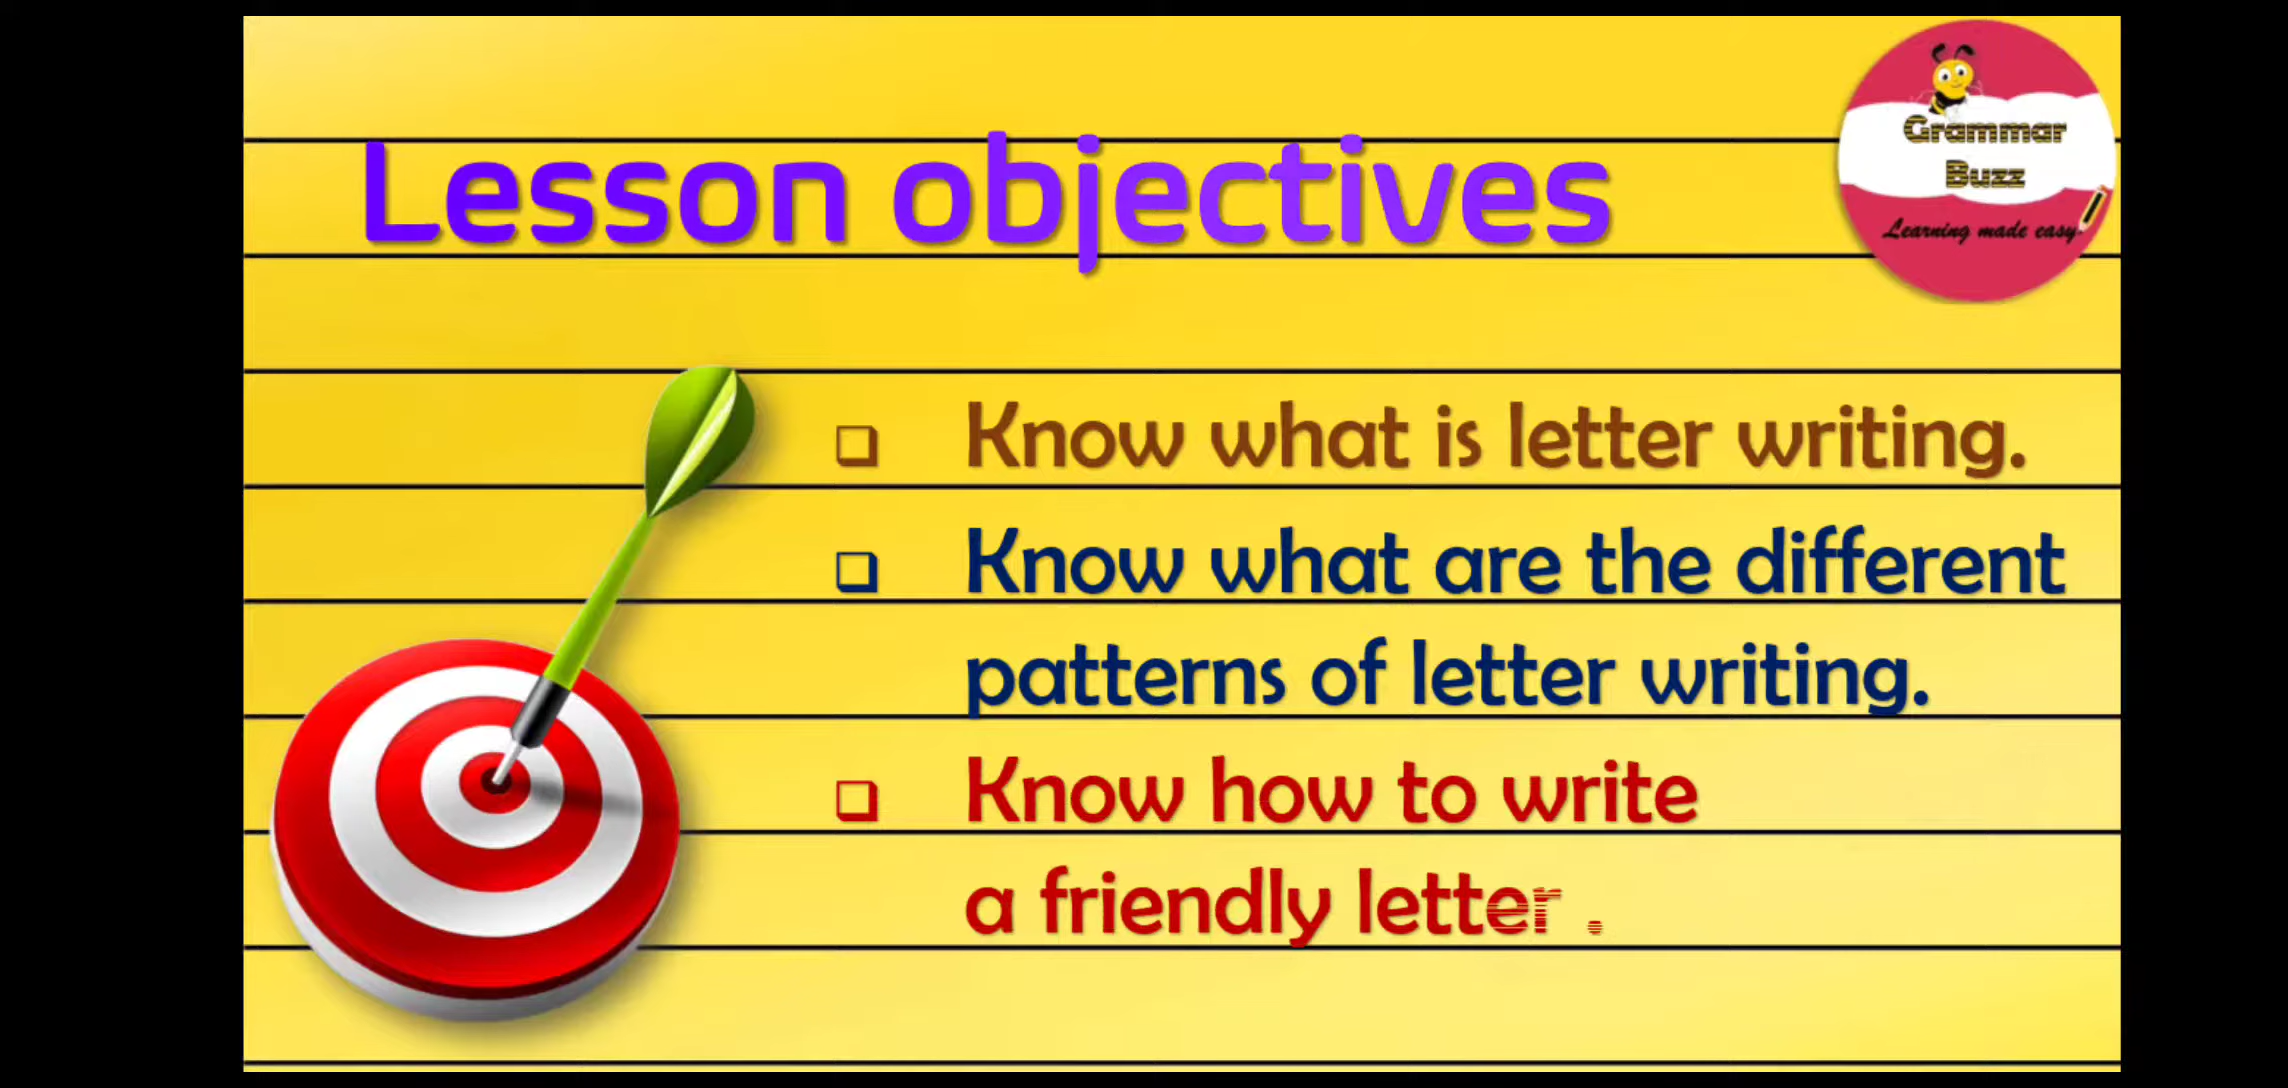 Grammar
Buzz
Learning made easy
Lesson objectives
❑ Know what is letter writing.
❑ Know what are the different
patterns of letter writing.
❑ Know how to write
a friendly letter .